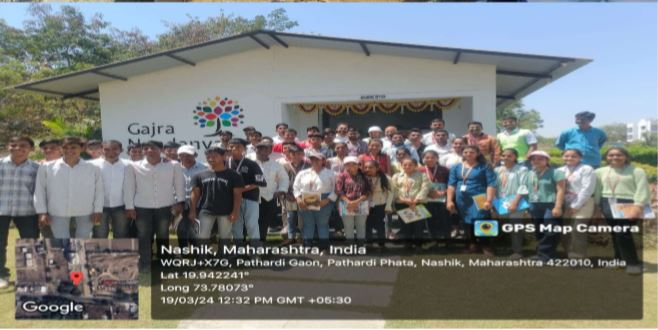 Gajra
GPS Map Camera
Nashik, Maharashtra, India
WQRJ+X7G, Pathardi Gaon, Pathardi Phata, Nashik, Maharashtra 422010, India
Lat 19.942241°
Long 73.78073°
19/03/24 12:32 PM GMT +05:30
Google